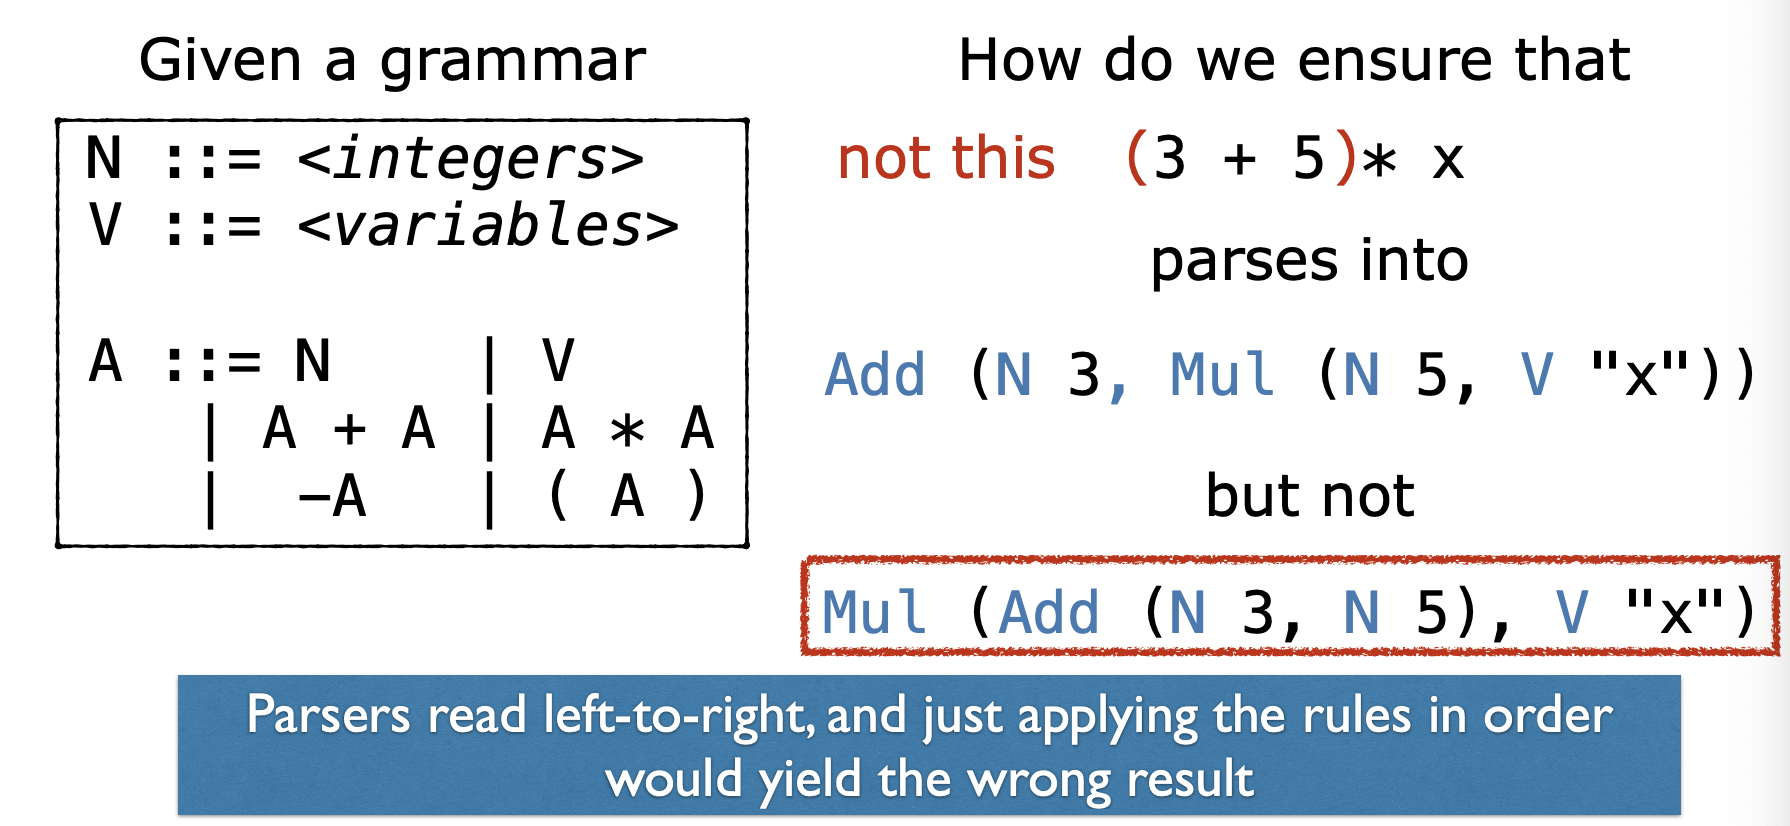 Given a grammar
N ::= <integers>
V ::= <variables>
A ::= N | V
| A + A | A * A
| –A | ( A )
How do we ensure that
not this (3 + 5)* x
parses into
Add (N 3, Mul (N 5, V "x"))
but not
Mul (Add (N 3, N 5), V "x")
Parsers read left-to-right, and just applying the rules in order
would yield the wrong result